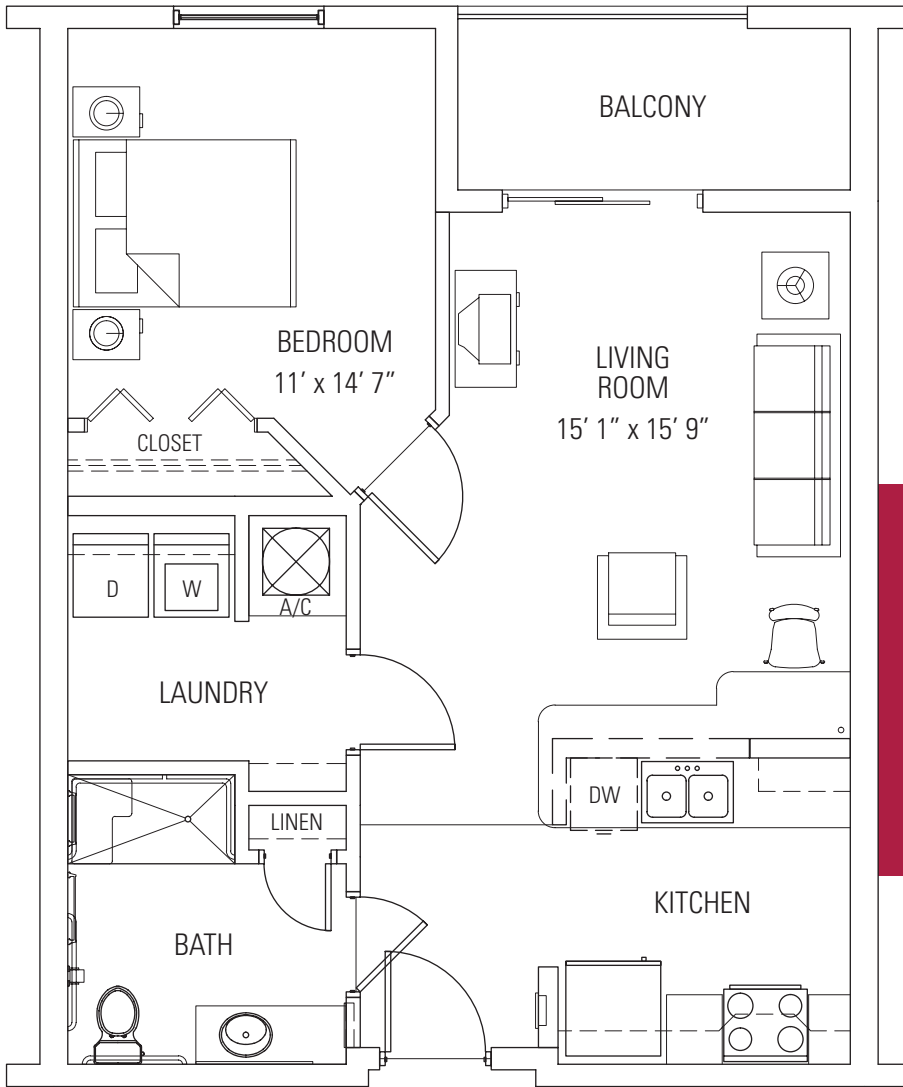 BALCONY
BEDROOM
11’ x 14’ 7”
LIVING
ROOM
15’ 1” x 15’ 9”
CLOSET
D
W
A/C
LAUNDRY
DW
LINEN
KITCHEN
BATH